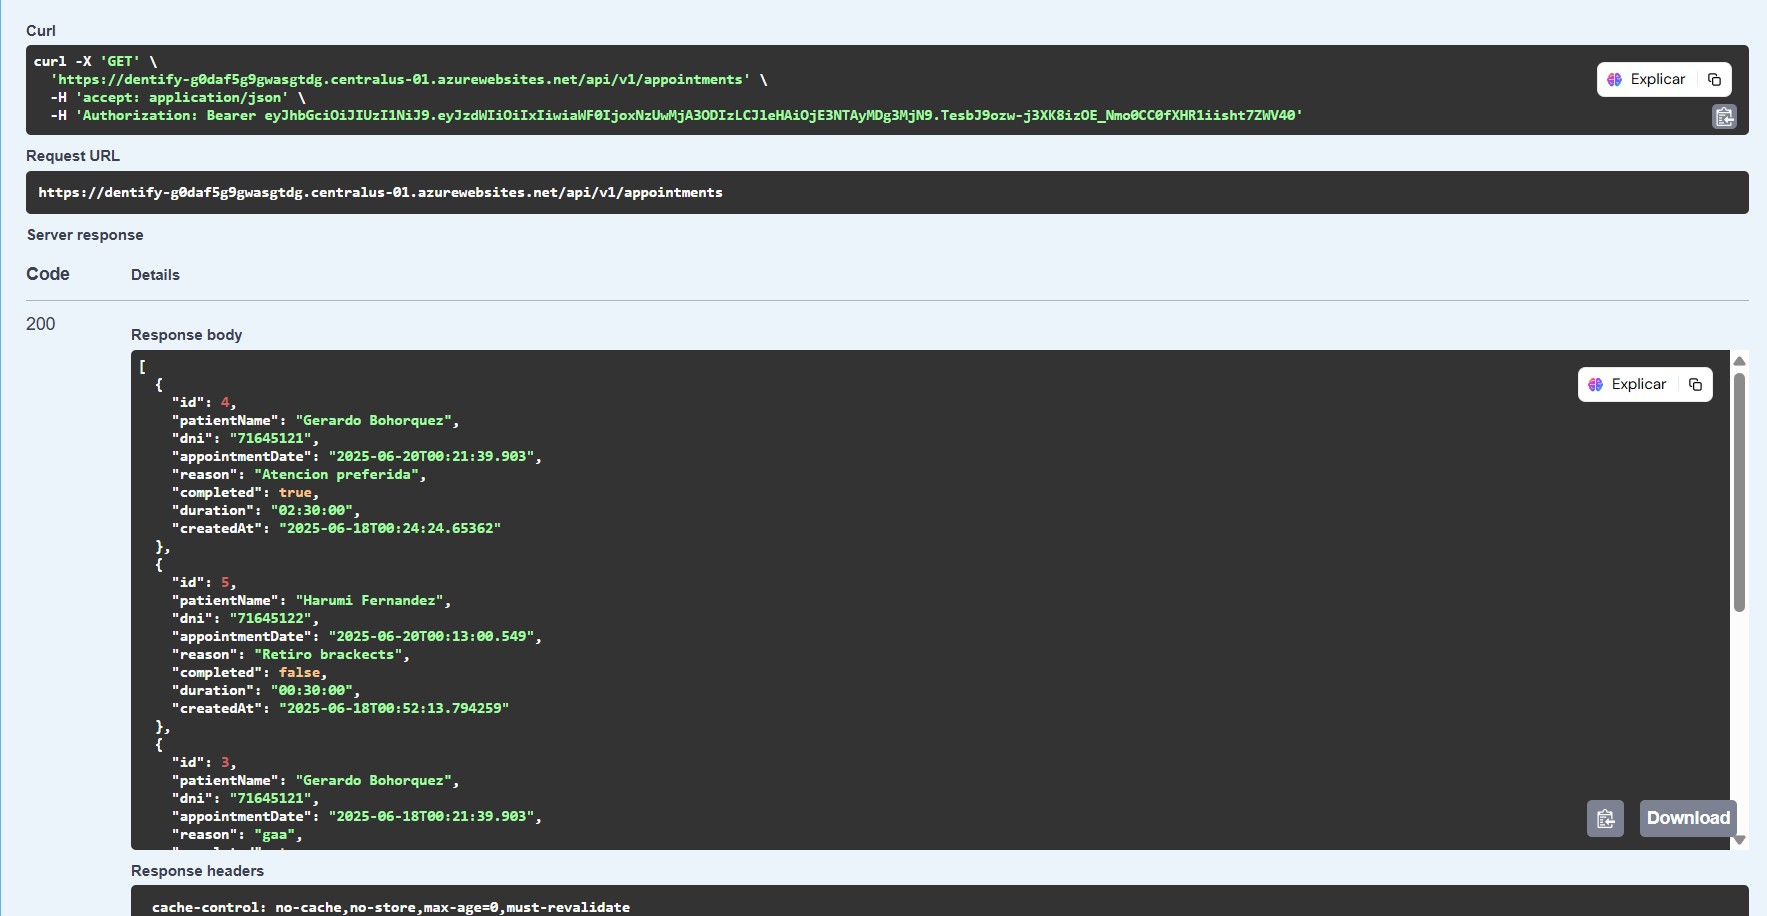 Curl
curl -X 'GET' \
'https://dentify-g0daf5g9gwasgtdg.centralus-01.azurewebsites.net/api/v1/appointments' \
-H 'accept: application/json' \
-H 'Authorization: Bearer eyJhbGciOiJIUzI1NiJ9.eyJzdWIiOiIxIiwiaWF0IjoxNzUwMjA3ODIzLCJleHAiOjE3NTAyMDg3MjN9.TesbJ9ozw-j3XK8izOE_Nmo0CC0fXHR1iisht7ZWV40'
Explicar
Request URL
https://dentify-g0daf5g9gwasgtdg.centralus-01.azurewebsites.net/api/v1/appointments
Server response
Code Details
200
Response body
[
{
"id": 4,
"patientName": "Gerardo Bohorquez",
"dni": "71645121",
"appointmentDate": "2025-06-20T00:21:39.903",
"reason": "Atencion preferida",
"completed": true,
"duration": "02:30:00",
"createdAt": "2025-06-18T00:24:24.65362"
},
{
"id": 5,
"patientName": "Harumi Fernandez",
"dni": "71645122",
"appointmentDate": "2025-06-20T00:13:00.549",
"reason": "Retiro brackects",
"completed": false,
"duration": "00:30:00",
"createdAt": "2025-06-18T00:52:13.794259"
},
{
"id": 3,
"patientName": "Gerardo Bohorquez",
"dni": "71645121",
"appointmentDate": "2025-06-18T00:21:39.903",
"reason": "gaa",
Explicar
Download
Response headers
cache-control: no-cache,no-store,max-age=0,must-revalidate